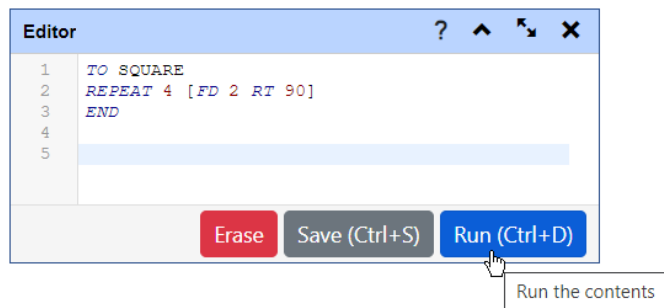 Editor ?
1 TO SQUARE
2 REPEAT 4 [FD 2 RT 90]
3 END
4
5
Erase Save (Ctrl+S) Run (Ctrl+D)
Run the contents